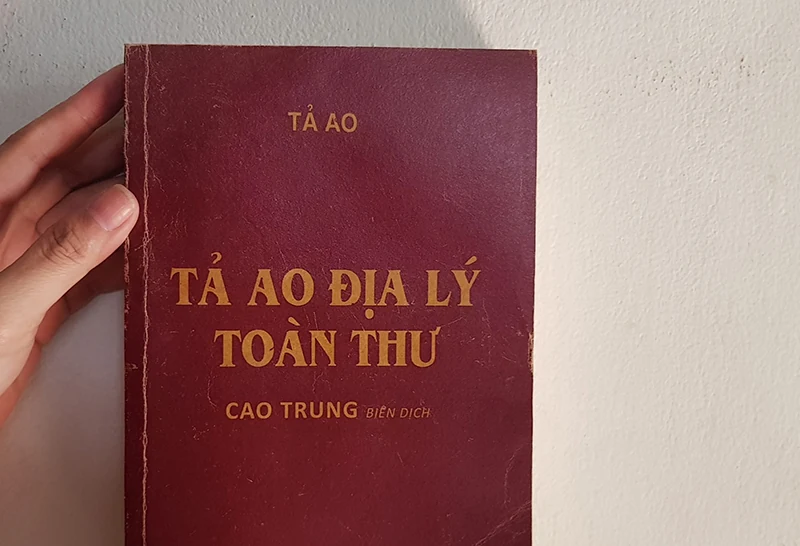 TẢ AO
TẢ AO ĐỊA LÝ
TOÀN THƯ
CAO TRUNG BIÊN DỊCH